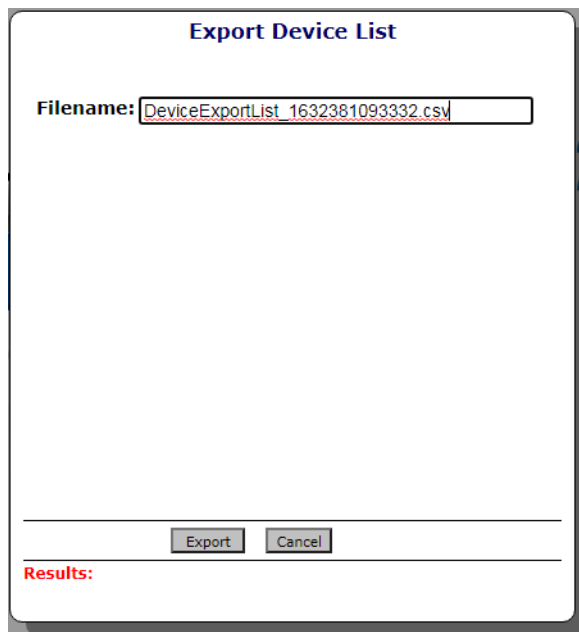 Export Device List
Filename: DeviceExportList_1632381093332.csv
Export Cancel
Results: